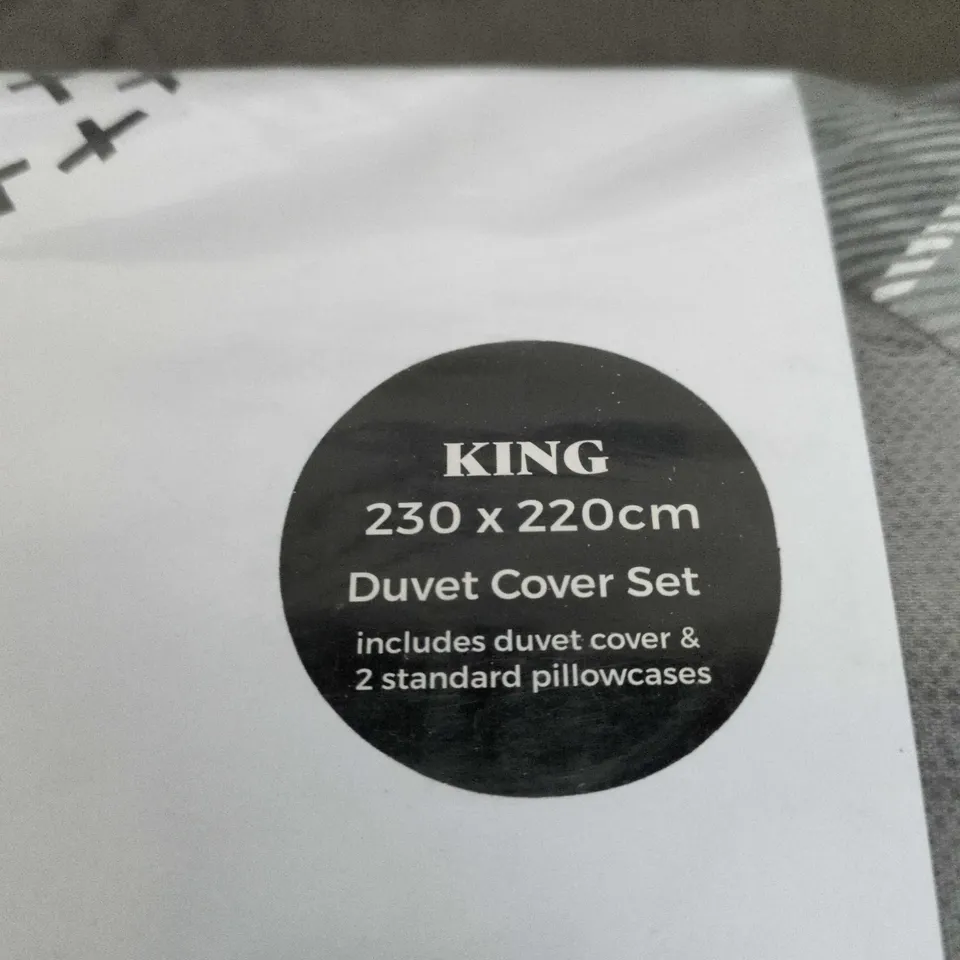 KING
230 x 220cm
Duvet Cover Set
includes duvet cover &
2 standard pillowcases